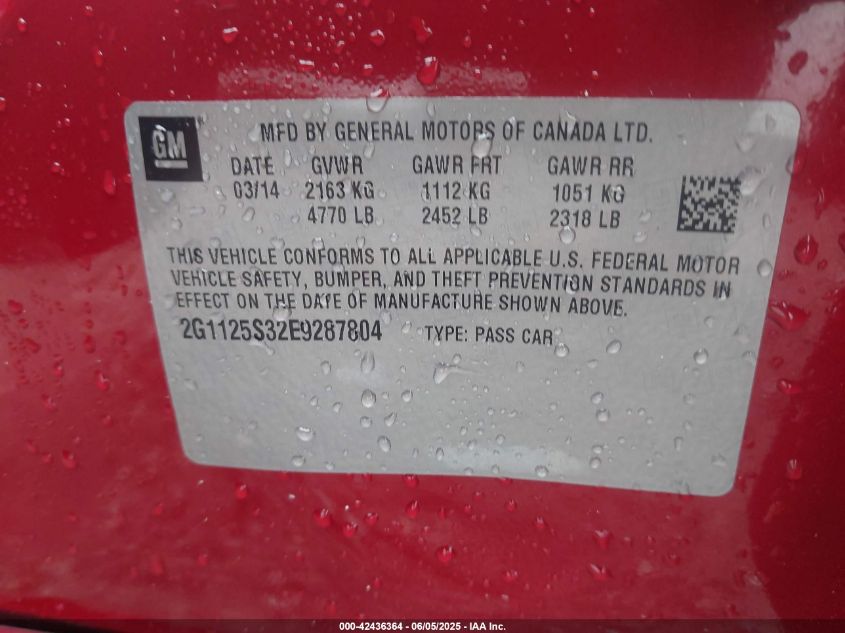 GM
MFD BY GENERAL MOTORS OF CANADA LTD.
DATE GVWR GAWR FRT GAWR RR
03/14 2163 KG 1112 KG 1051 KG
4770 LB 2452 LB 2318 LB
THIS VEHICLE CONFORMS TO ALL APPLICABLE U.S. FEDERAL MOTOR
VEHICLE SAFETY, BUMPER, AND THEFT PREVENTION STANDARDS IN
EFFECT ON THE DATE OF MANUFACTURE SHOWN ABOVE.
2G1125S32E9287804 TYPE: PASS CAR
000-42436364 - 06/05/2025 - IAA Inc.